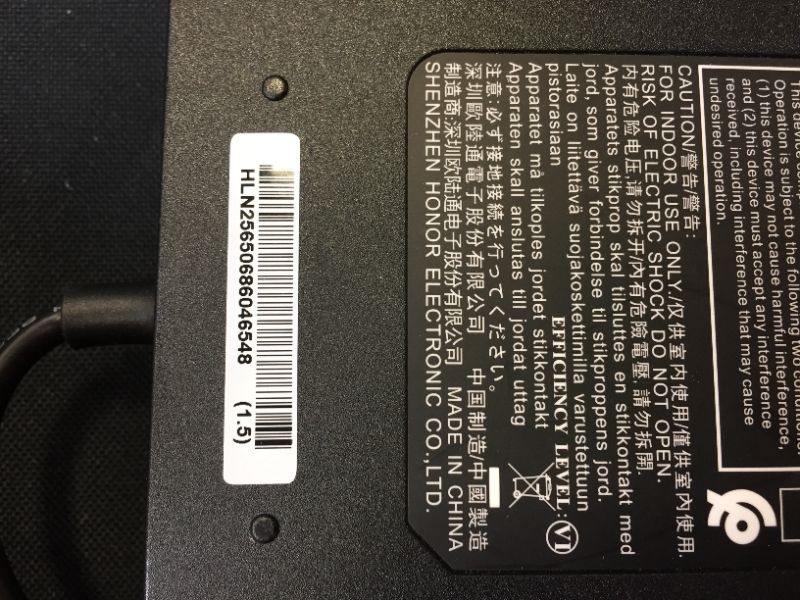 This device
Operation is subject to the following two conditions:
(1) this device may not cause harmful interference,
and (2) this device must accept any interference
received, including interference that may cause
undesired operation.
CAUTION/警告/警告:
FOR INDOOR USE ONLY./仅供室内使用/僅供室內使用.
RISK OF ELECTRIC SHOCK DO NOT OPEN.
内有危险电压,请勿拆开/內有危險電壓,請勿拆開.
Apparatets stikprop skal tilsluttes en stikkontakt med
jord, som giver forbindelse til stikproppens jord.
Laite on liitettävä suojakoskettimilla varustettuun
pistorasiaan
Apparatet må tilkoples jordet stikkontakt
Apparaten skall anslutas till jordat uttag
注意:必ず接地接続を行ってください。
深圳歐陸通電子股份有限公司 中国制造/中國製造
制造商:深圳欧陆通电子股份有限公司 MADE IN CHINA
SHENZHEN HONOR ELECTRONIC CO.,LTD.
EFFICIENCY LEVEL: VI
HLN25650686046548 (1.5)